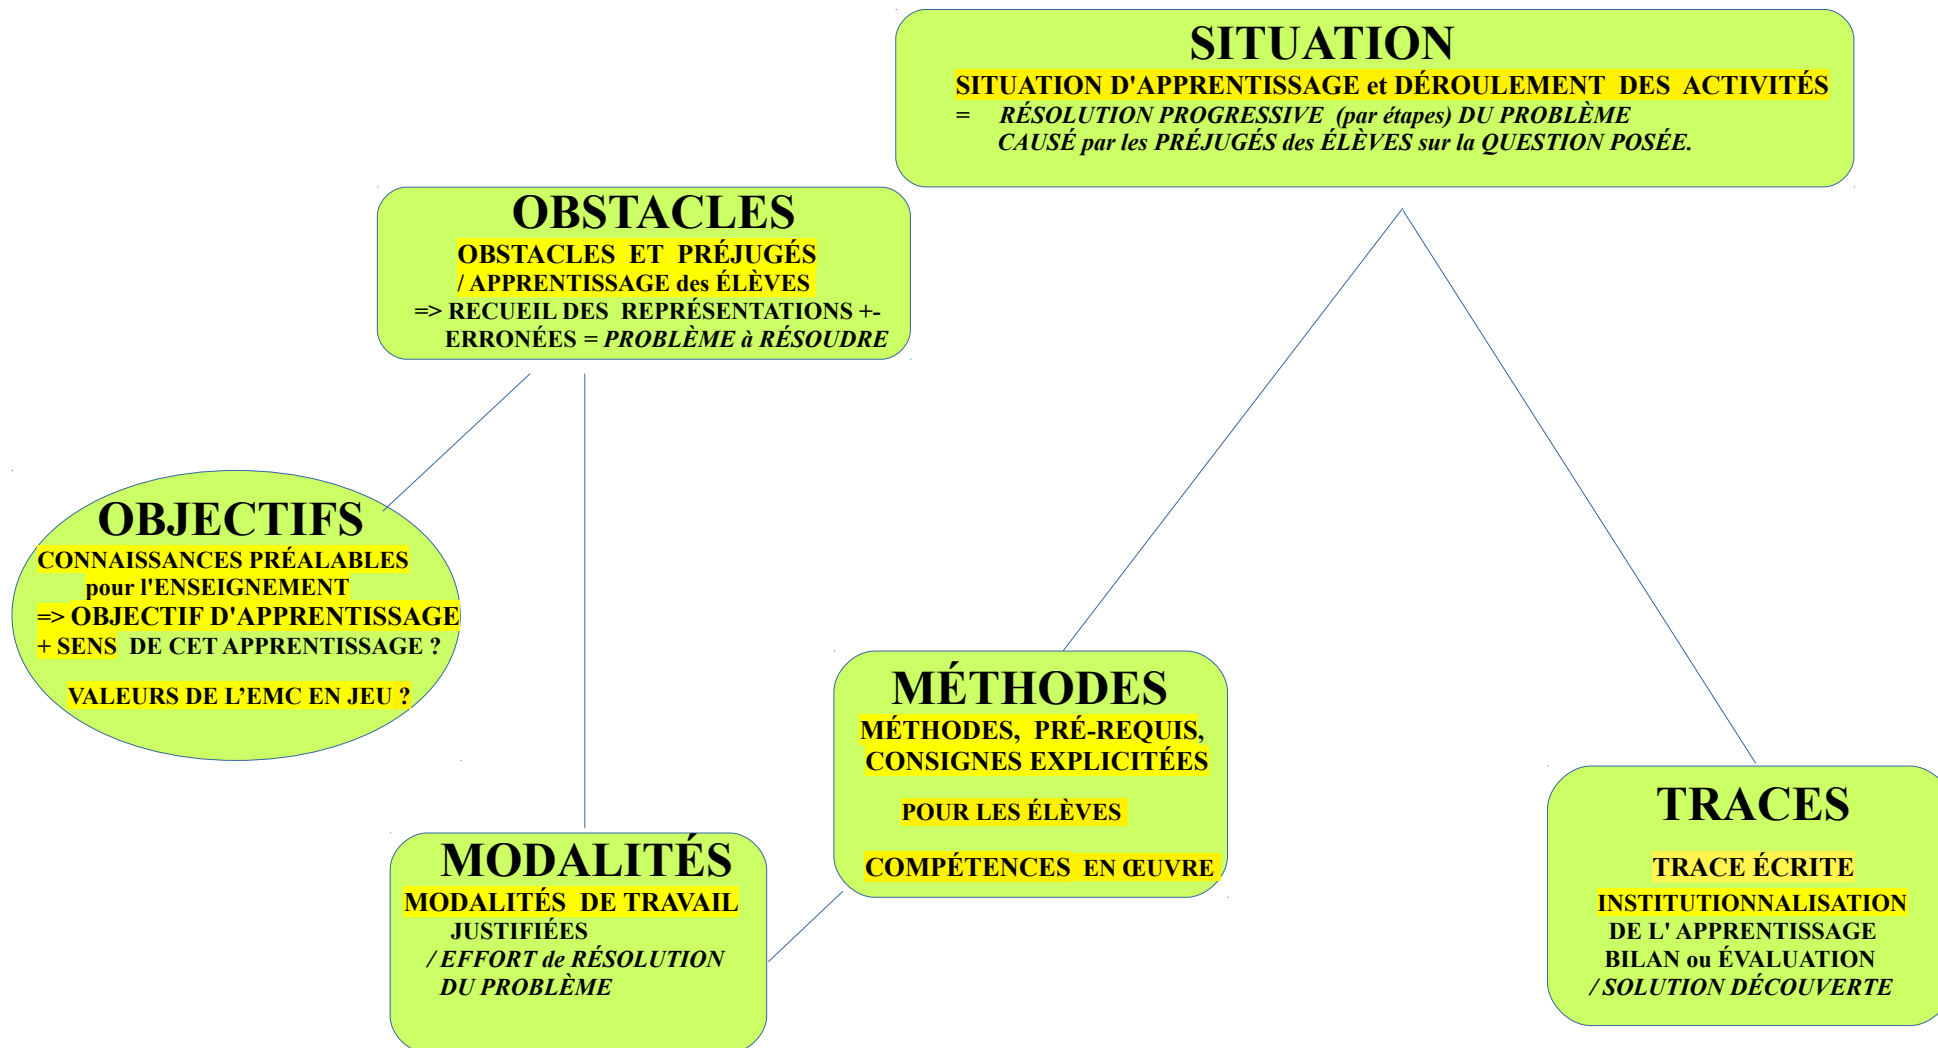 SITUATION
SITUATION D'APPRENTISSAGE et DÉROULEMENT DES ACTIVITÉS
= RÉSOLUTION PROGRESSIVE (par étapes) DU PROBLÈME
CAUSÉ par les PRÉJUGÉS des ÉLÈVES sur la QUESTION POSÉE.
OBSTACLES
OBSTACLES ET PRÉJUGÉS
/ APPRENTISSAGE des ÉLÈVES
=> RECUEIL DES REPRÉSENTATIONS +-
ERRONÉES = PROBLÈME à RÉSOUDRE
OBJECTIFS
CONNAISSANCES PRÉALABLES
pour l'ENSEIGNEMENT
=> OBJECTIF D'APPRENTISSAGE
+ SENS DE CET APPRENTISSAGE ?
VALEURS DE L’EMC EN JEU ?
MODALITÉS
MODALITÉS DE TRAVAIL
JUSTIFIÉES
/ EFFORT de RÉSOLUTION
DU PROBLÈME
MÉTHODES
MÉTHODES, PRÉ-REQUIS,
CONSIGNES EXPLICITÉES
POUR LES ÉLÈVES
COMPÉTENCES EN ŒUVRE
TRACES
TRACE ÉCRITE
INSTITUTIONNALISATION
DE L' APPRENTISSAGE
BILAN ou ÉVALUATION
/ SOLUTION DÉCOUVERTE